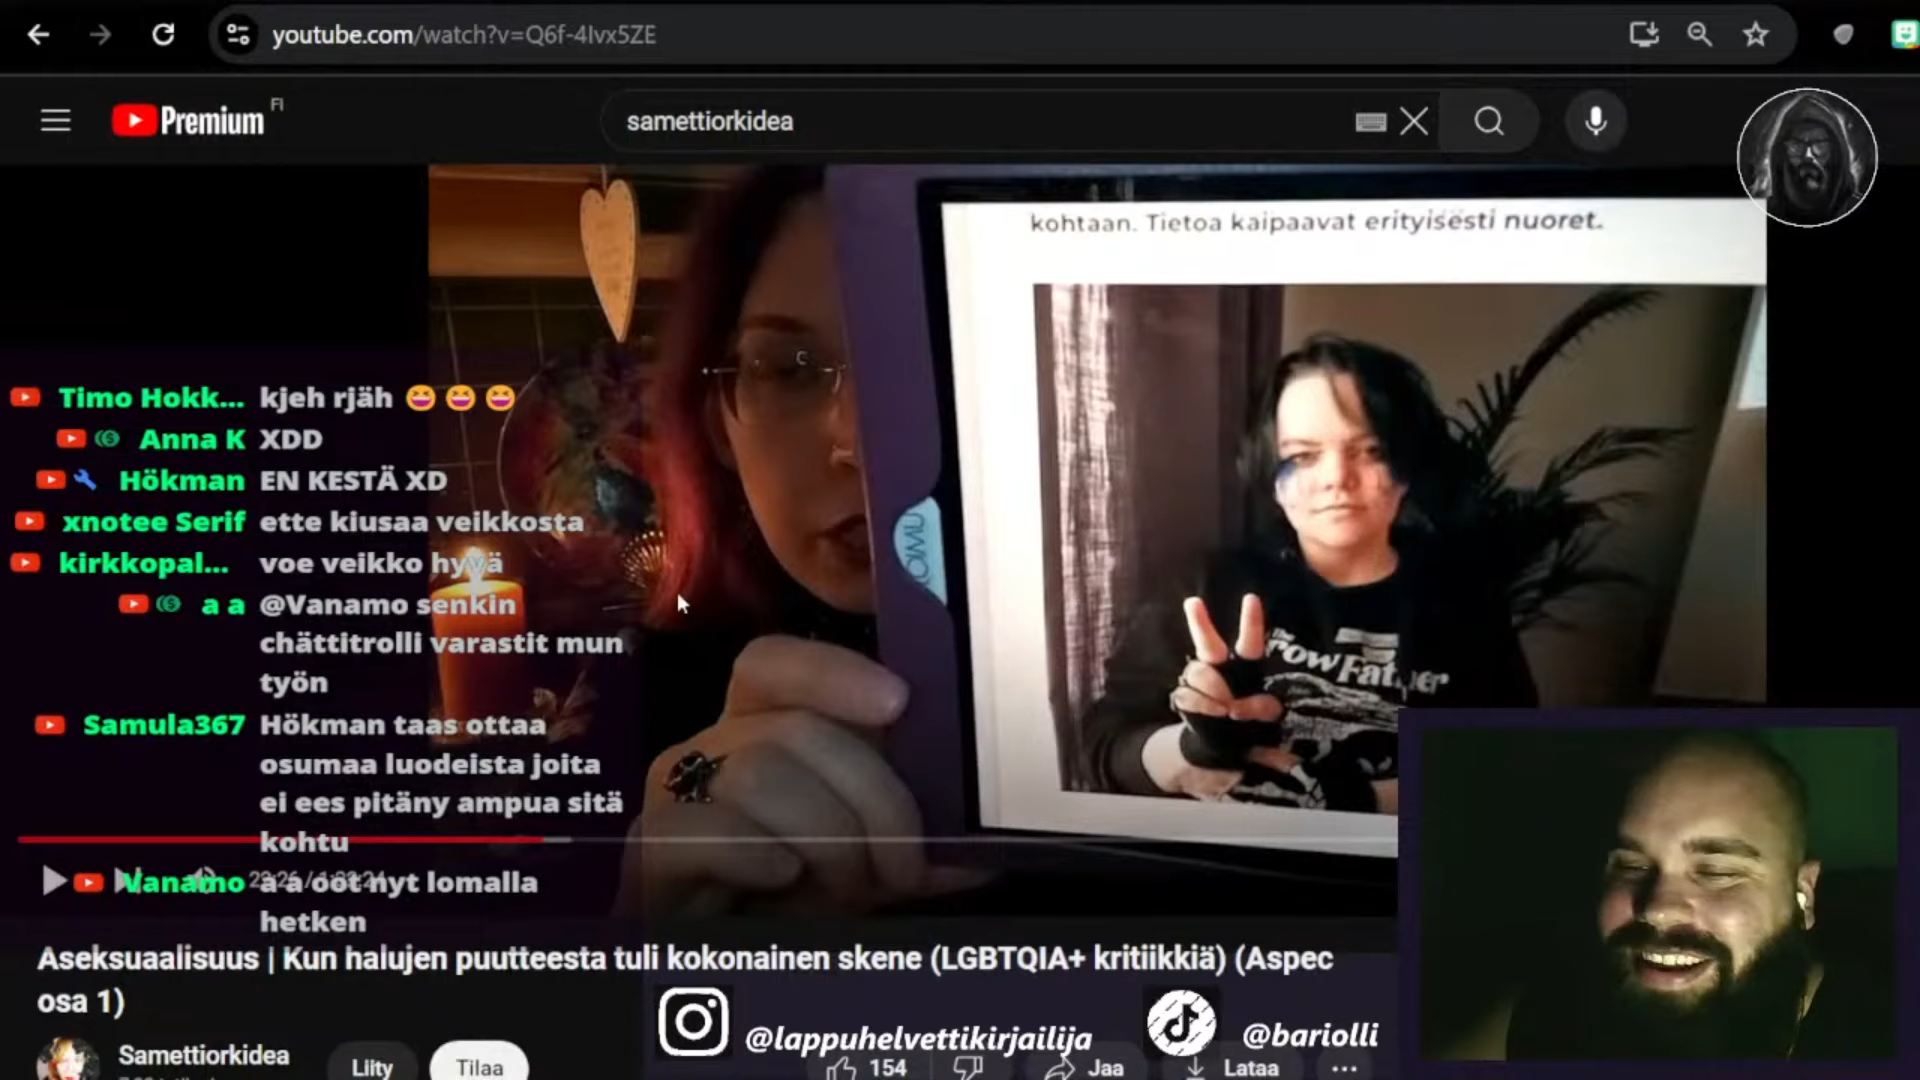 youtube.com/watch?v=Q6f-4Ivx5ZE
Premium FI
samettiorkidea
kohtaan. Tietoa kaipaavat erityisesti nuoret.
Timo Hokk... kjeh rjäh 😆😆😆
Anna K XDD
Hökman EN KESTÄ XD
xnotee Serif ette kiusaa veikkosta
kirkkopal... voe veikko hyvä
a a @Vanamo senkin
chättitrolli varastit mun
työn
Samula367 Hökman taas ottaa
osumaa luodeista joita
ei ees pitäny ampua sitä
kohtu
Vanamo a a oot nyt lomalla
hetken
Aseksuaalisuus | Kun halujen puutteesta tuli kokonainen skene (LGBTQIA+ kritiikkiä) (Aspec
osa 1)
@lappuhelvettikirjailija
@bariolli
Samettiorkidea
Liity
Tilaa
154
Jaa
Lataa